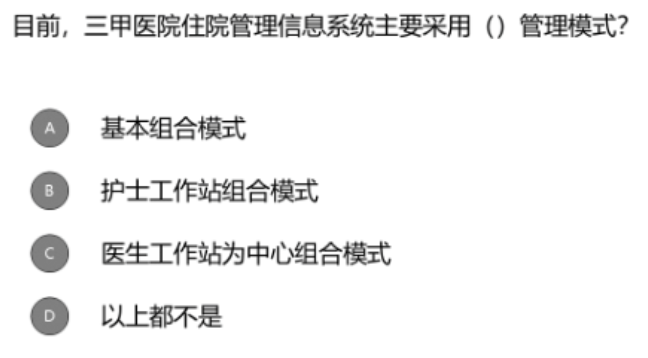 目前，三甲医院住院管理信息系统主要采用（）管理模式？
A 基本组合模式
B 护士工作站组合模式
C 医生工作站为中心组合模式
D 以上都不是